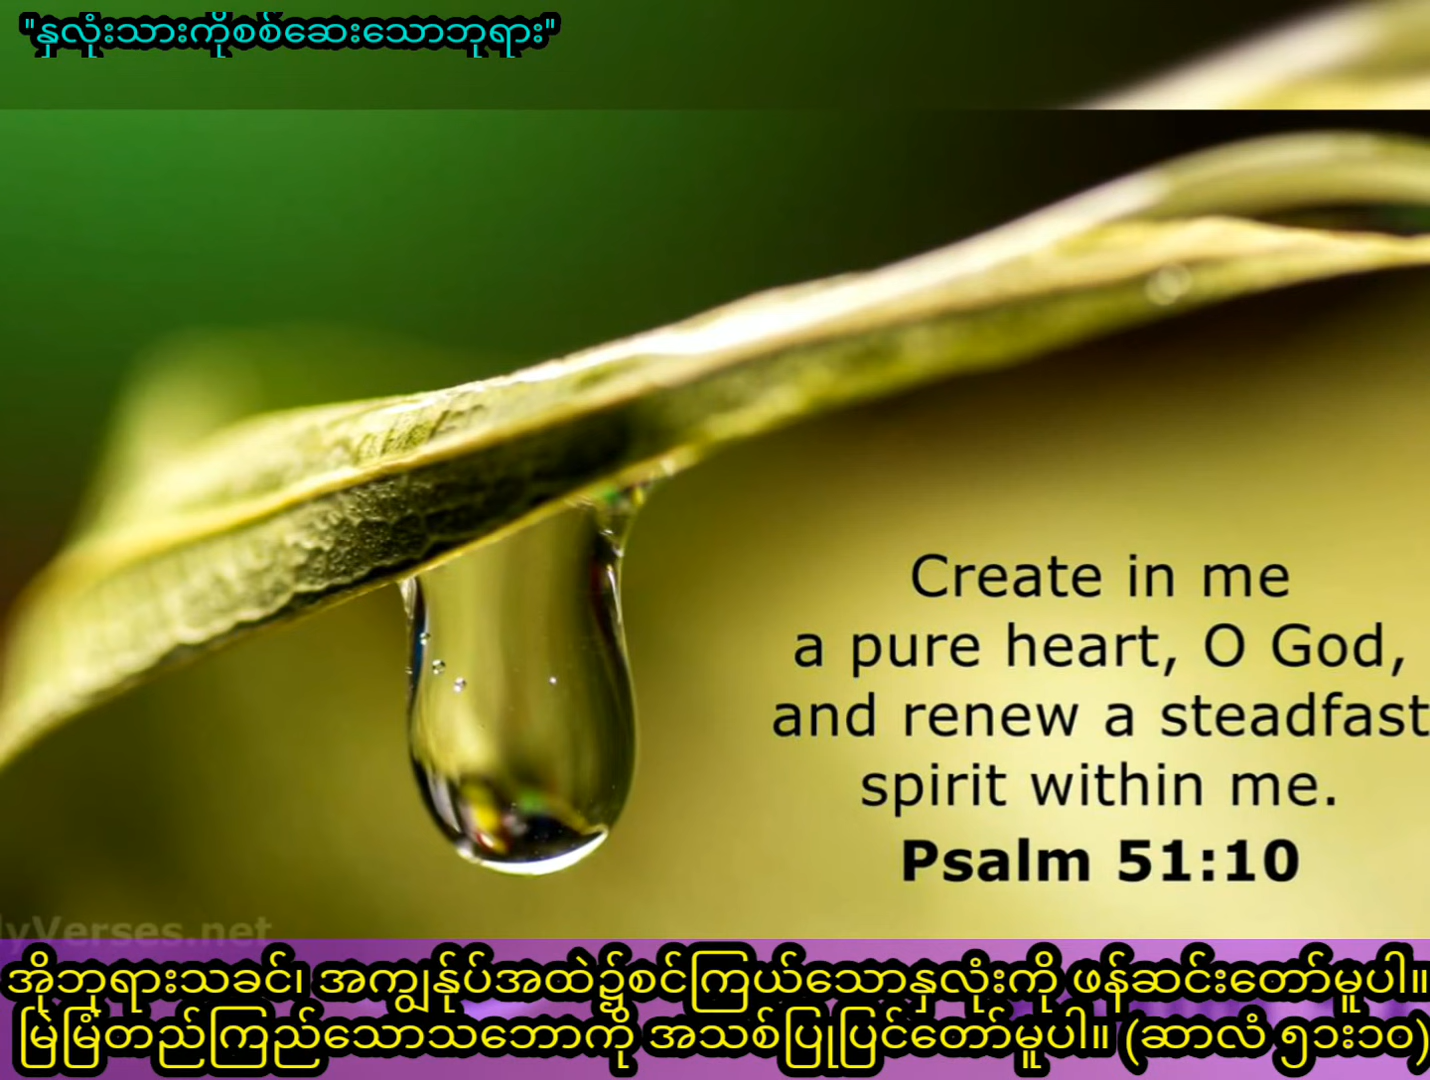 "နှလုံးသားကိုစစ်ဆေးသောဘုရား"
Create in me
a pure heart, O God,
and renew a steadfast
spirit within me.
Psalm 51:10
lyVerses.net
အိုဘုရားသခင်၊ အကျွန်ုပ်အထဲ၌စင်ကြယ်သောနှလုံးကို ဖန်ဆင်းတော်မူပါ။
မြဲမြံတည်ကြည်သောသဘောကို အသစ်ပြုပြင်တော်မူပါ။ (ဆာလံ ၅၁း၁၀)